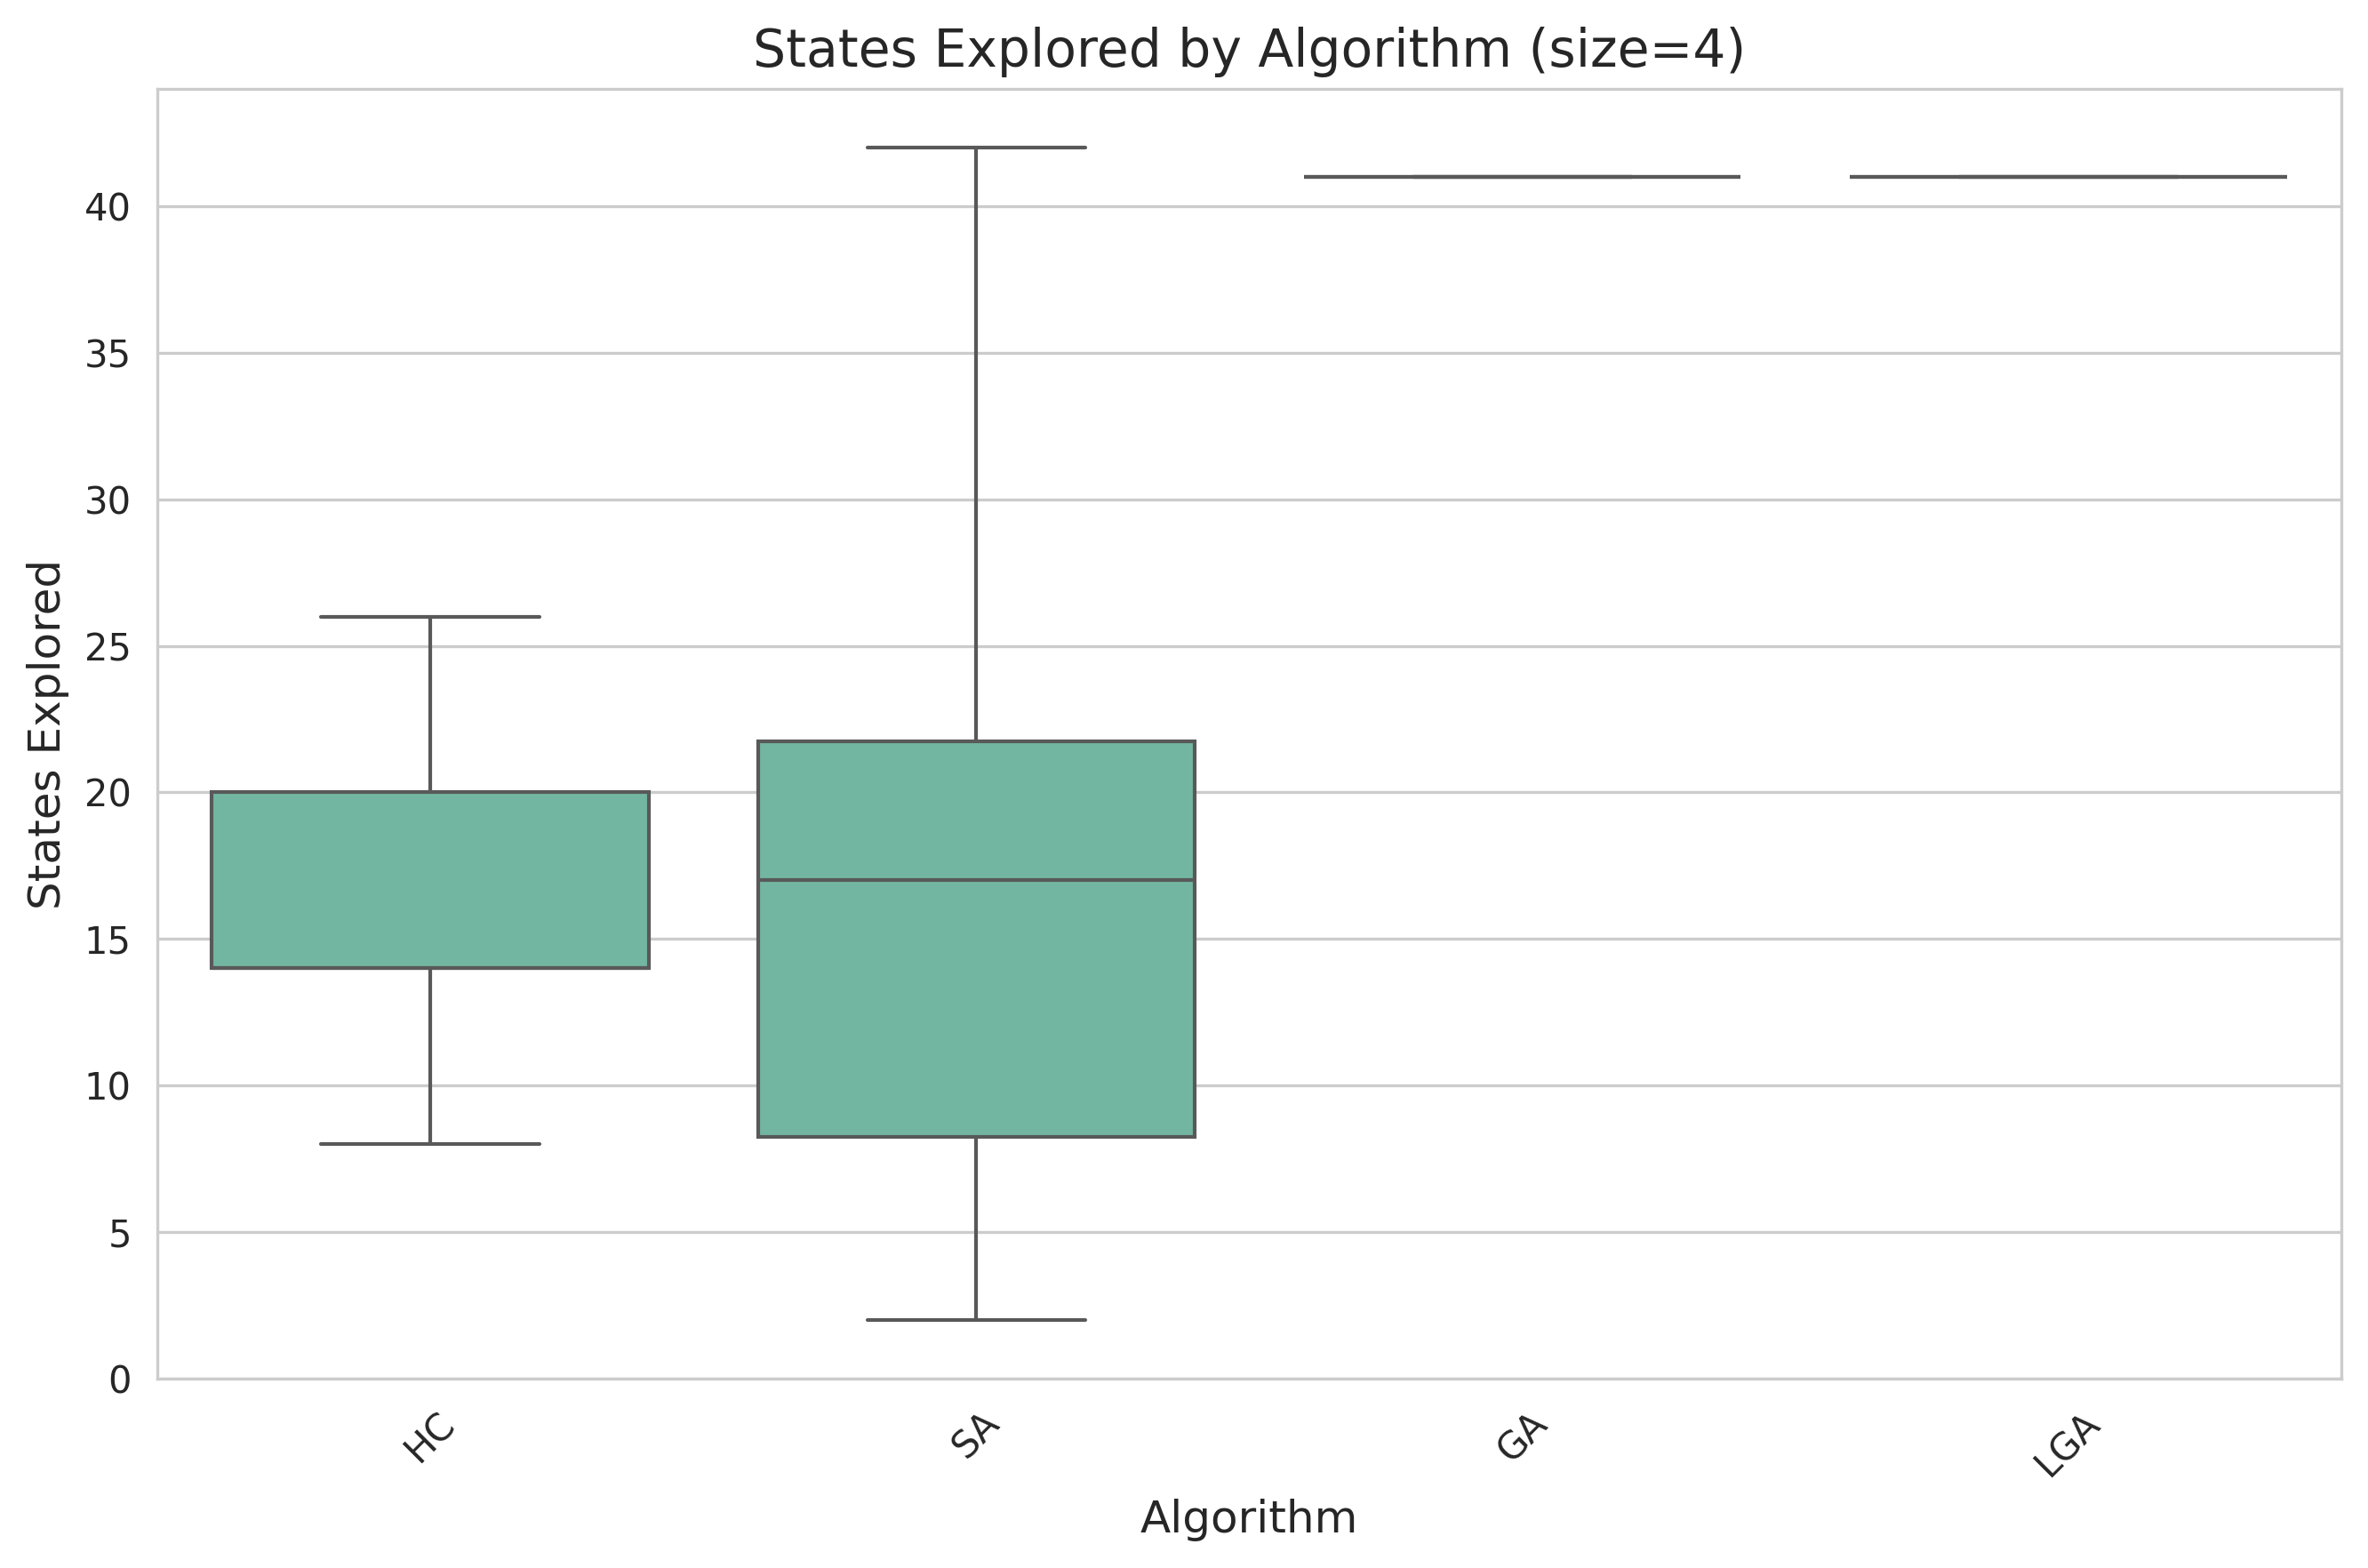 States Explored by Algorithm (size=4)
States Explored
40
35
30
25
20
15
10
5
0
HC
SA
GA
LGA
Algorithm